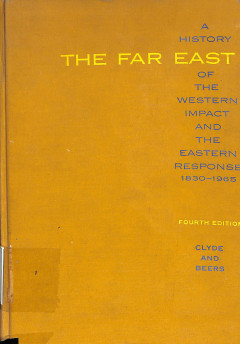 A
HISTORY
THE FAR EAST
OF
THE
WESTERN
IMPACT
AND
THE
EASTERN
RESPONSE
1830–1965
FOURTH EDITION
CLYDE
AND
BEERS